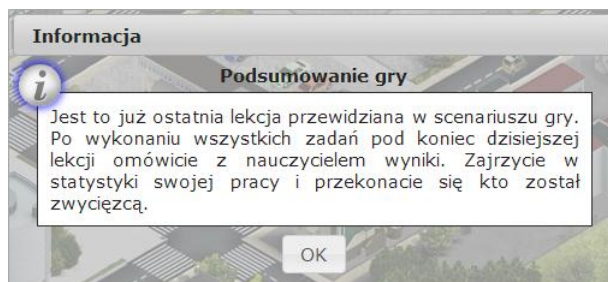 Informacja
Podsumowanie gry
Jest to już ostatnia lekcja przewidziana w scenariuszu gry.
Po wykonaniu wszystkich zadań pod koniec dzisiejszej
lekcji omówicie z nauczycielem wyniki. Zajrzycie w
statystyki swojej pracy i przekonacie się kto został
zwycięzcą.
OK